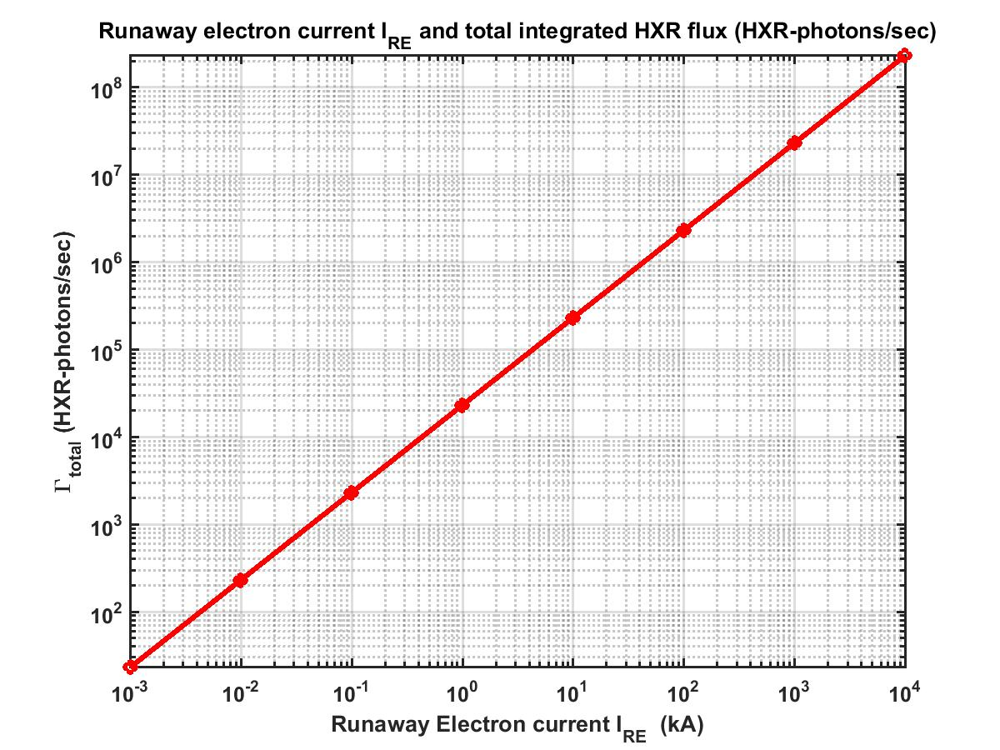 Runaway electron current I_RE and total integrated HXR flux (HXR-photons/sec)
Γ_total (HXR-photons/sec)
10^8
10^7
10^6
10^5
10^4
10^3
10^2
10^-3 10^-2 10^-1 10^0 10^1 10^2 10^3 10^4
Runaway Electron current I_RE (kA)